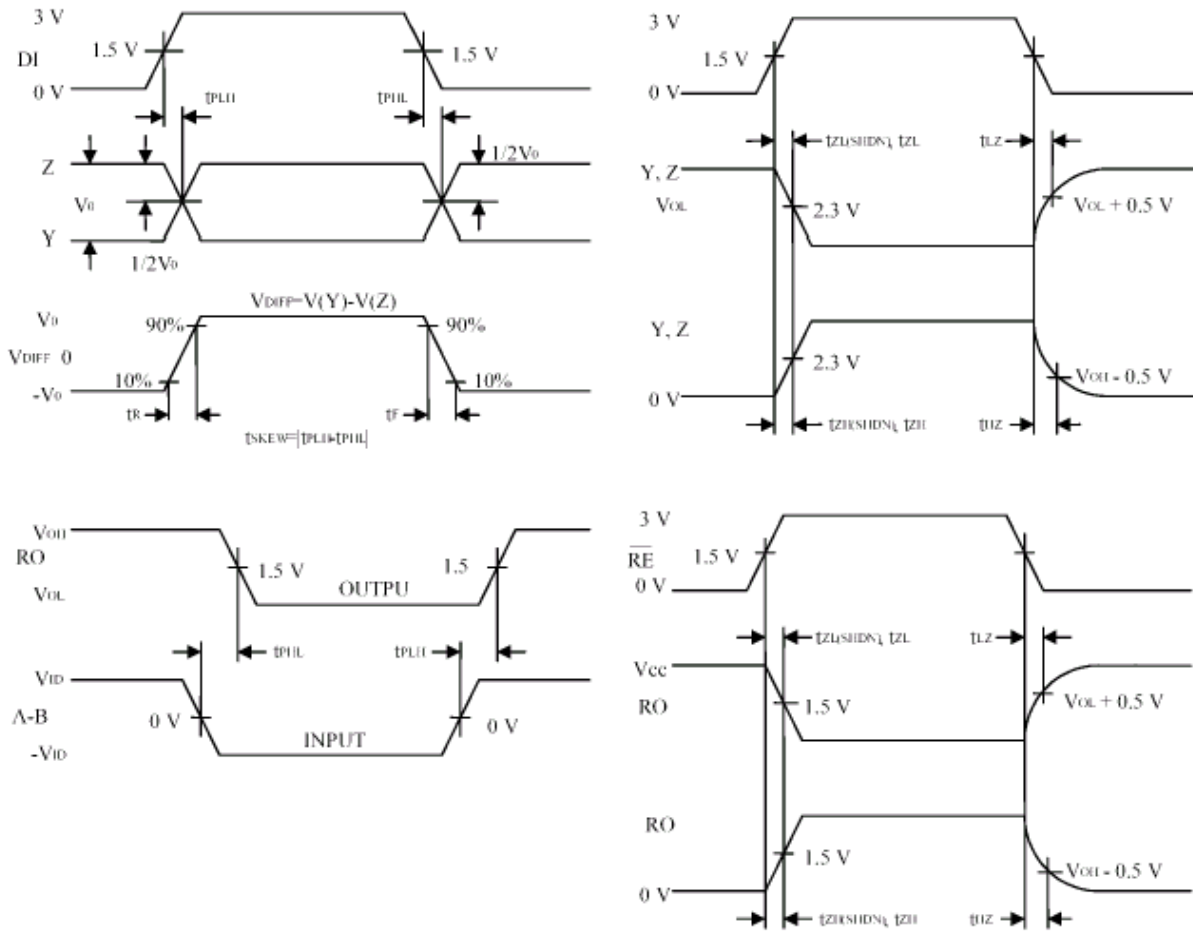 3 V
DI
1.5 V
1.5 V
0 V
tPLH
tPHL
Z
1/2V0
V0
Y
1/2V0
VDIFF=V(Y)-V(Z)
V0
90%
90%
VDIFF 0
10%
10%
-V0
tR
tF
tSKEW=|tPLH-tPHL|
3 V
1.5 V
0 V
tZL(SHDN), tZL
tLZ
Y, Z
VOL
2.3 V
VOL + 0.5 V
Y, Z
2.3 V
0 V
VOH - 0.5 V
tZH(SHDN), tZH
tHZ
VOH
RO
1.5 V
1.5
VOL
OUTPU
tPHL
tPLH
VID
A-B
0 V
0 V
-VID
INPUT
3 V
RE
1.5 V
1.5 V
0 V
tZL(SHDN), tZL
tLZ
Vcc
RO
1.5 V
VOL + 0.5 V
RO
1.5 V
0 V
VOH - 0.5 V
tZH(SHDN), tZH
tHZ